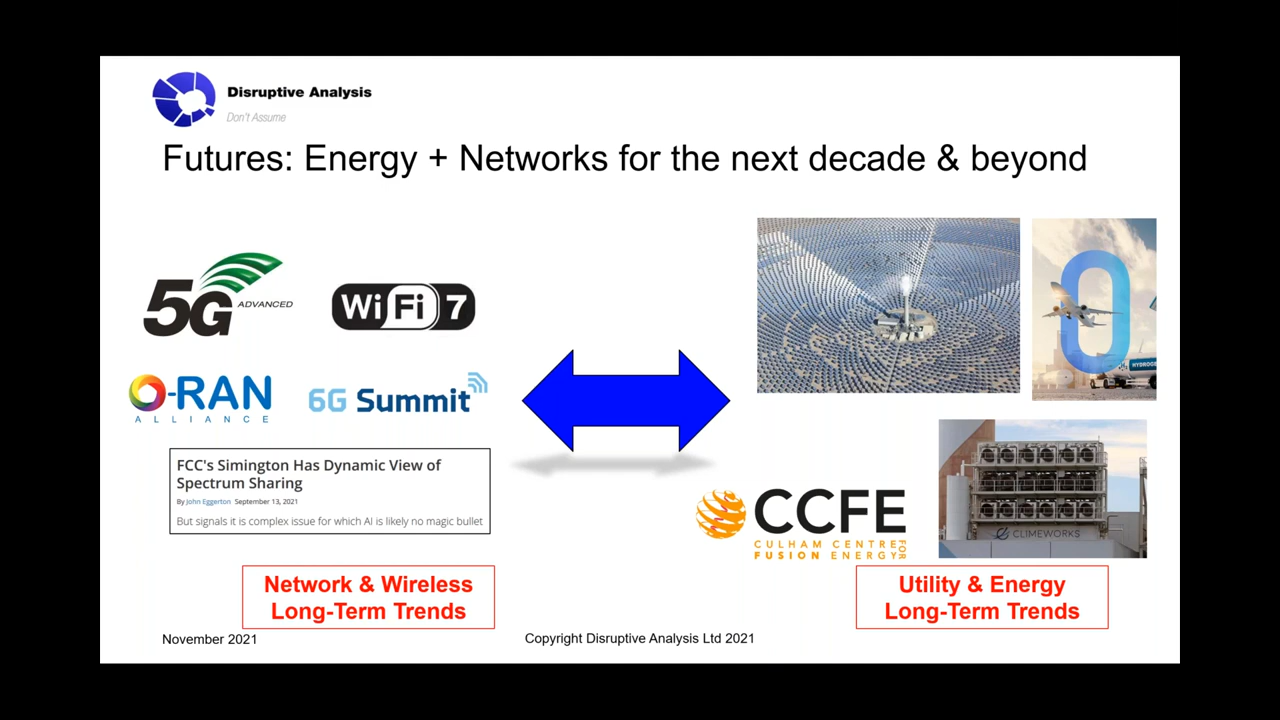 Disruptive Analysis
Don't Assume
Futures: Energy + Networks for the next decade & beyond
5G ADVANCED
WiFi 7
O-RAN
ALLIANCE
6G Summit
FCC's Simington Has Dynamic View of
Spectrum Sharing
By John Eggerton September 13, 2021
But signals it is complex issue for which AI is likely no magic bullet
Network & Wireless
Long-Term Trends
0
HYDROGE
CLIMEWORKS
CCFE
CULHAM CENTRE FOR
FUSION ENERGY
Utility & Energy
Long-Term Trends
November 2021
Copyright Disruptive Analysis Ltd 2021